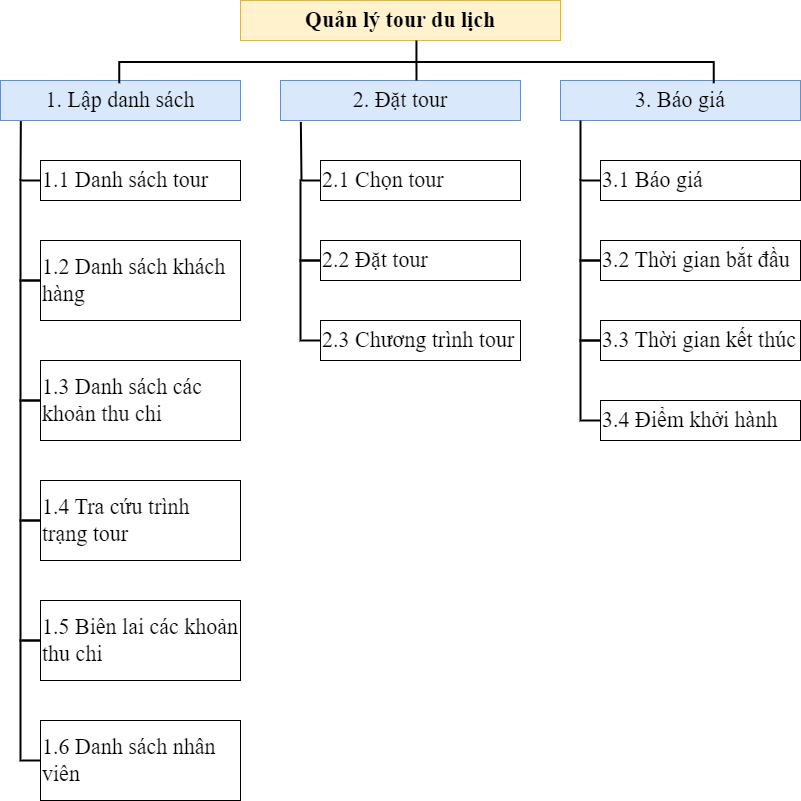 Quản lý tour du lịch
1. Lập danh sách
1.1 Danh sách tour
1.2 Danh sách khách
hàng
1.3 Danh sách các
khoản thu chi
1.4 Tra cứu trình
trạng tour
1.5 Biên lai các khoản
thu chi
1.6 Danh sách nhân
viên
2. Đặt tour
2.1 Chọn tour
2.2 Đặt tour
2.3 Chương trình tour
3. Báo giá
3.1 Báo giá
3.2 Thời gian bắt đầu
3.3 Thời gian kết thúc
3.4 Điểm khởi hành